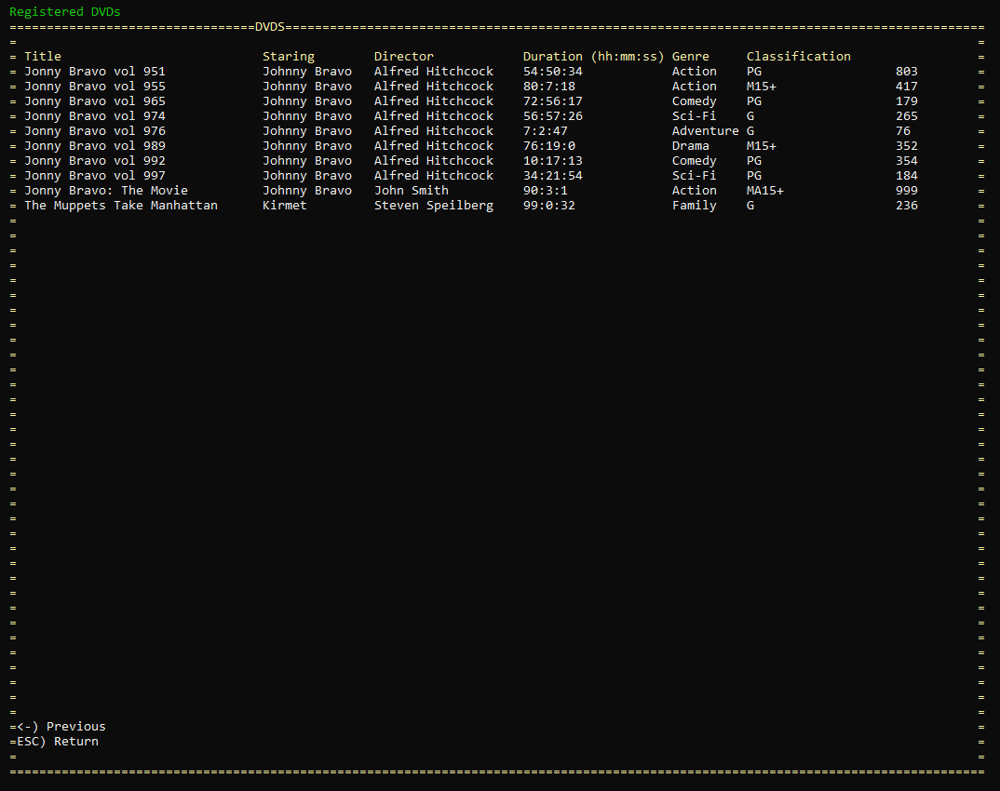 Registered DVDs
=================================DVDS==============================================================================================
= =
= Title Staring Director Duration (hh:mm:ss) Genre Classification =
= Jonny Bravo vol 951 Johnny Bravo Alfred Hitchcock 54:50:34 Action PG 803 =
= Jonny Bravo vol 955 Johnny Bravo Alfred Hitchcock 80:7:18 Action M15+ 417 =
= Jonny Bravo vol 965 Johnny Bravo Alfred Hitchcock 72:56:17 Comedy PG 179 =
= Jonny Bravo vol 974 Johnny Bravo Alfred Hitchcock 56:57:26 Sci-Fi G 265 =
= Jonny Bravo vol 976 Johnny Bravo Alfred Hitchcock 7:2:47 Adventure G 76 =
= Jonny Bravo vol 989 Johnny Bravo Alfred Hitchcock 76:19:0 Drama M15+ 352 =
= Jonny Bravo vol 992 Johnny Bravo Alfred Hitchcock 10:17:13 Comedy PG 354 =
= Jonny Bravo vol 997 Johnny Bravo Alfred Hitchcock 34:21:54 Sci-Fi PG 184 =
= Jonny Bravo: The Movie Johnny Bravo John Smith 90:3:1 Action MA15+ 999 =
= The Muppets Take Manhattan Kirmet Steven Speilberg 99:0:32 Family G 236 =
=<-) Previous =
=ESC) Return =
= =
===================================================================================================================================